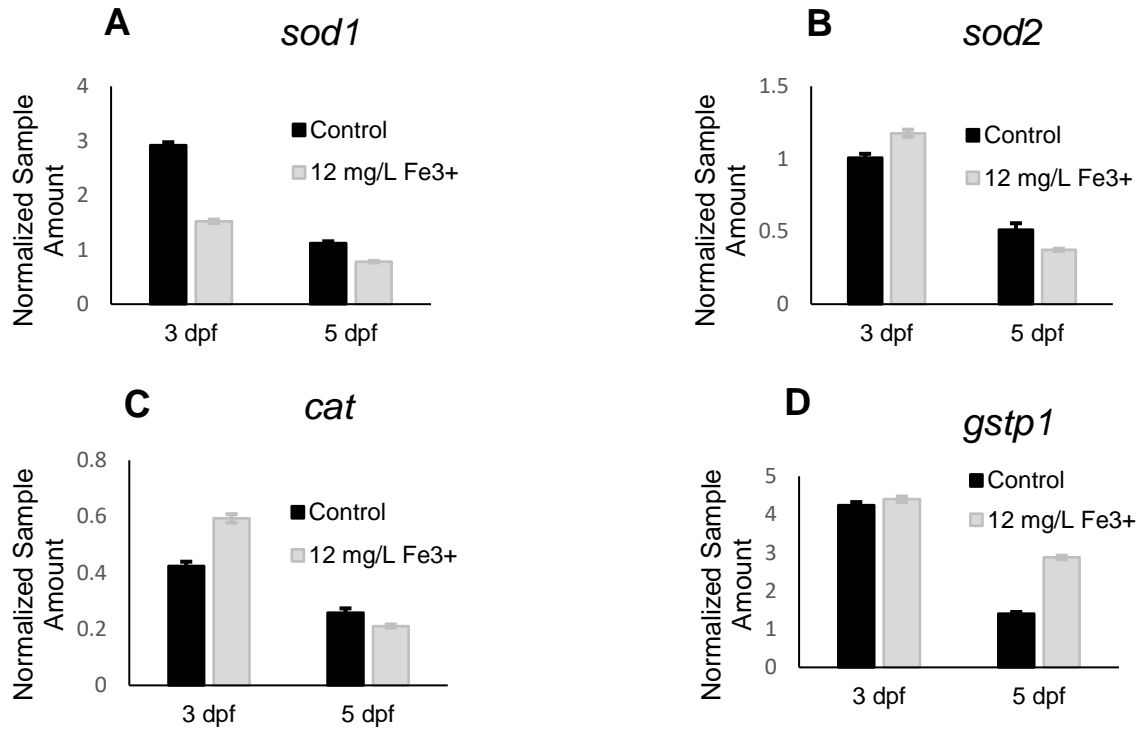 A
sod1
Normalized Sample
Amount
4
3
2
1
0
Control
12 mg/L Fe3+
3 dpf
5 dpf
B
sod2
Normalized Sample
Amount
1.5
1
0.5
0
Control
12 mg/L Fe3+
3 dpf
5 dpf
C
cat
Normalized Sample
Amount
0.8
0.6
0.4
0.2
0
Control
12 mg/L Fe3+
3 dpf
5 dpf
D
gstp1
Normalized Sample
Amount
5
4
3
2
1
0
Control
12 mg/L Fe3+
3 dpf
5 dpf